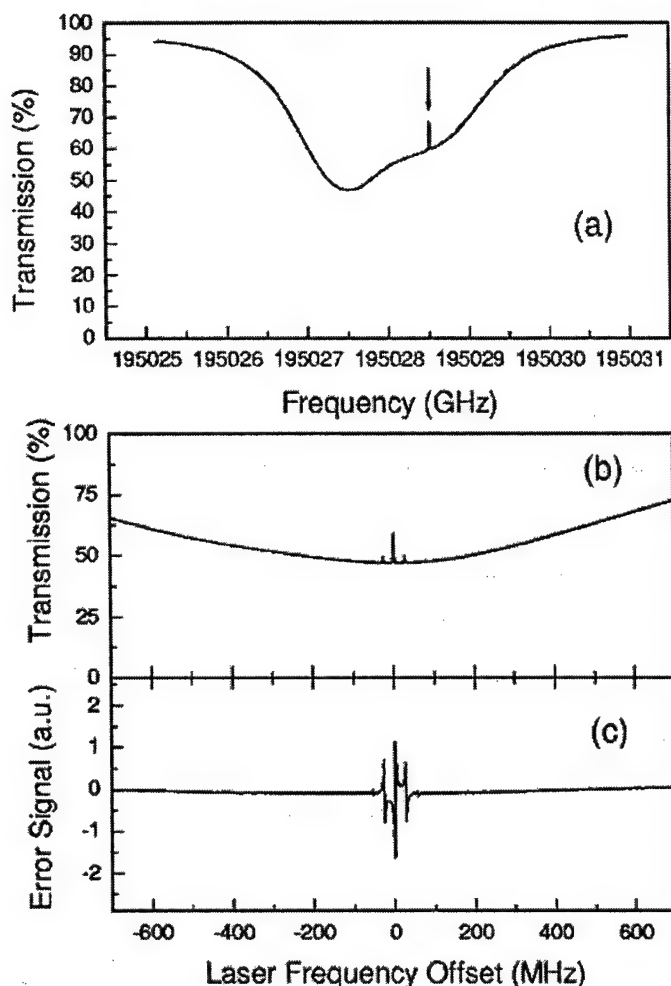 100
90
80
70
60
50
40
30
20
10
0
Transmission (%)
(a)
195025 195026 195027 195028 195029 195030 195031
Frequency (GHz)
100
75
50
25
0
Transmission (%)
(b)
2
1
0
-1
-2
Error Signal (a.u.)
(c)
-600 -400 -200 0 200 400 600
Laser Frequency Offset (MHz)